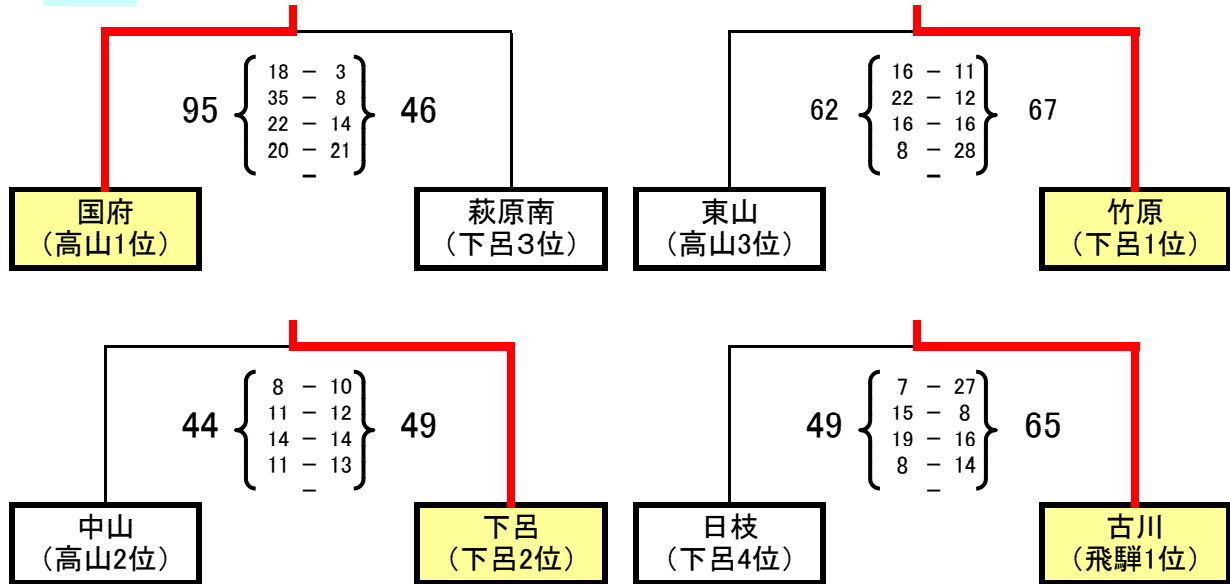 18 － 3
35 － 8
95 22 － 14 46
20 － 21
－
国府
(高山1位)
萩原南
(下呂３位)
16 － 11
22 － 12
62 16 － 16 67
8 － 28
－
東山
(高山3位)
竹原
(下呂1位)
8 － 10
11 － 12
44 14 － 14 49
11 － 13
－
中山
(高山2位)
下呂
(下呂2位)
7 － 27
15 － 8
49 19 － 16 65
8 － 14
－
日枝
(下呂4位)
古川
(飛騨1位)